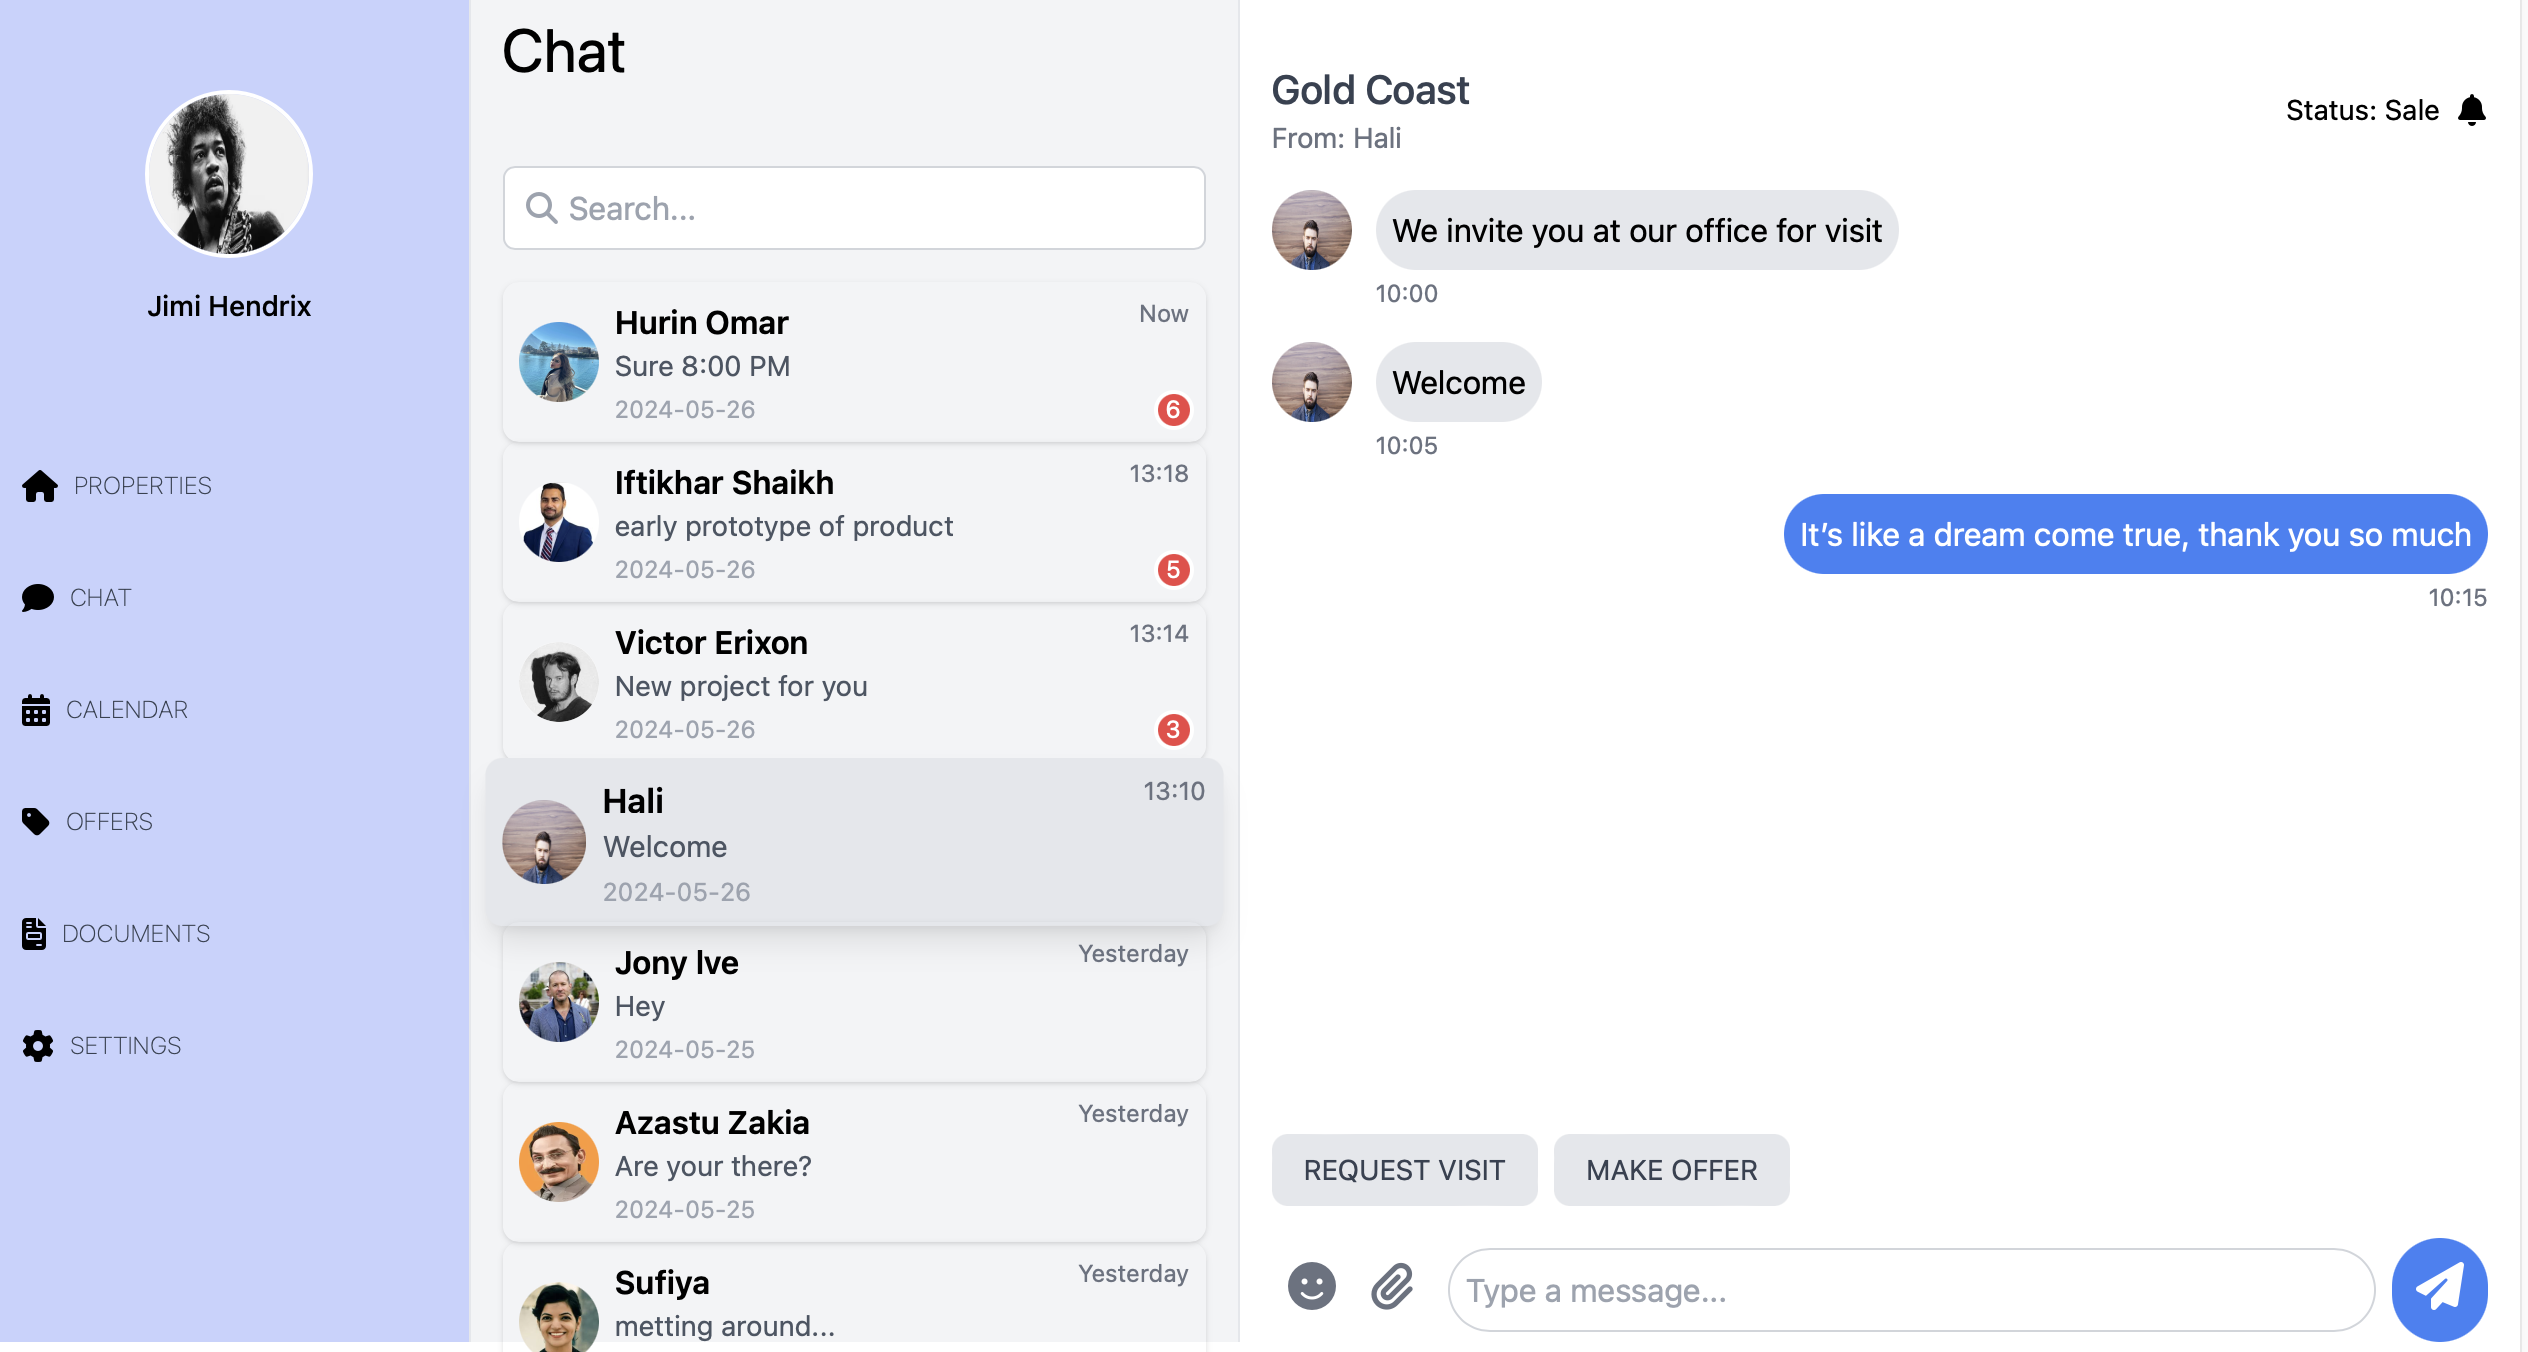 Jimi Hendrix
PROPERTIES
CHAT
CALENDAR
OFFERS
DOCUMENTS
SETTINGS
Chat
Search...
Hurin Omar
Now
Sure 8:00 PM
2024-05-26
6
Iftikhar Shaikh
13:18
early prototype of product
2024-05-26
5
Victor Erixon
13:14
New project for you
2024-05-26
3
Hali
13:10
Welcome
2024-05-26
Jony lve
Yesterday
Hey
2024-05-25
Azastu Zakia
Yesterday
Are your there?
2024-05-25
Sufiya
Yesterday
metting around...
Gold Coast
From: Hali
Status: Sale
We invite you at our office for visit
10:00
Welcome
10:05
It’s like a dream come true, thank you so much
10:15
REQUEST VISIT
MAKE OFFER
Type a message...